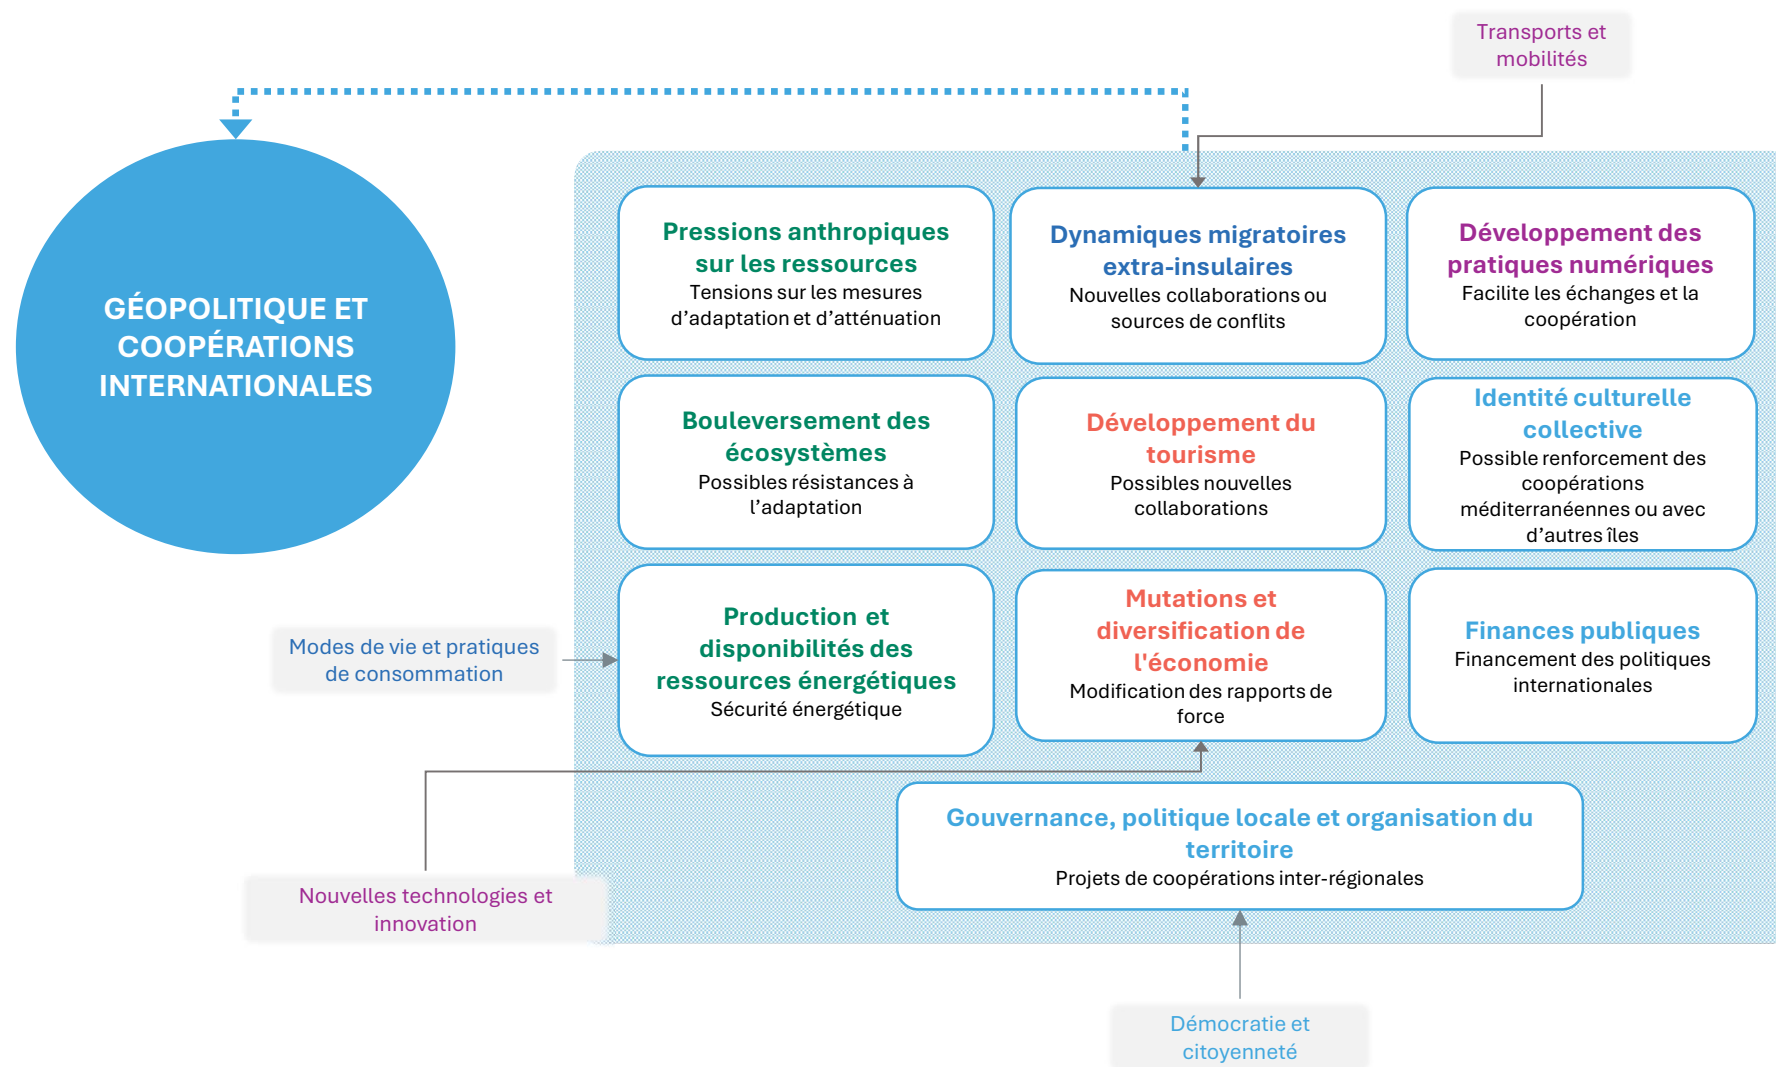 Transports et
mobilités
GÉOPOLITIQUE ET
COOPÉRATIONS
INTERNATIONALES
Pressions anthropiques
sur les ressources
Tensions sur les mesures
d’adaptation et d’atténuation
Dynamiques migratoires
extra-insulaires
Nouvelles collaborations ou
sources de conflits
Développement des
pratiques numériques
Facilite les échanges et la
coopération
Bouleversement des
écosystèmes
Possibles résistances à
l’adaptation
Développement du
tourisme
Possibles nouvelles
collaborations
Identité culturelle
collective
Possible renforcement des
coopérations
méditerranéennes ou avec
d’autres îles
Modes de vie et pratiques
de consommation
Production et
disponibilités des
ressources énergétiques
Sécurité énergétique
Mutations et
diversification de
l'économie
Modification des rapports de
force
Finances publiques
Financement des politiques
internationales
Gouvernance, politique locale et organisation du
territoire
Projets de coopérations inter-régionales
Nouvelles technologies et
innovation
Démocratie et
citoyenneté